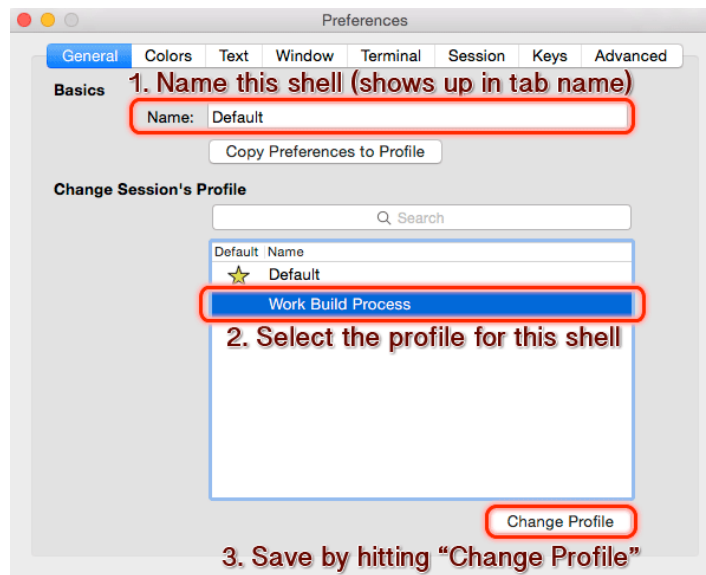 Preferences
General Colors Text Window Terminal Session Keys Advanced
Basics
1. Name this shell (shows up in tab name)
Name: Default
Copy Preferences to Profile
Change Session's Profile
Search
Default Name
Default
Work Build Process
2. Select the profile for this shell
Change Profile
3. Save by hitting “Change Profile”